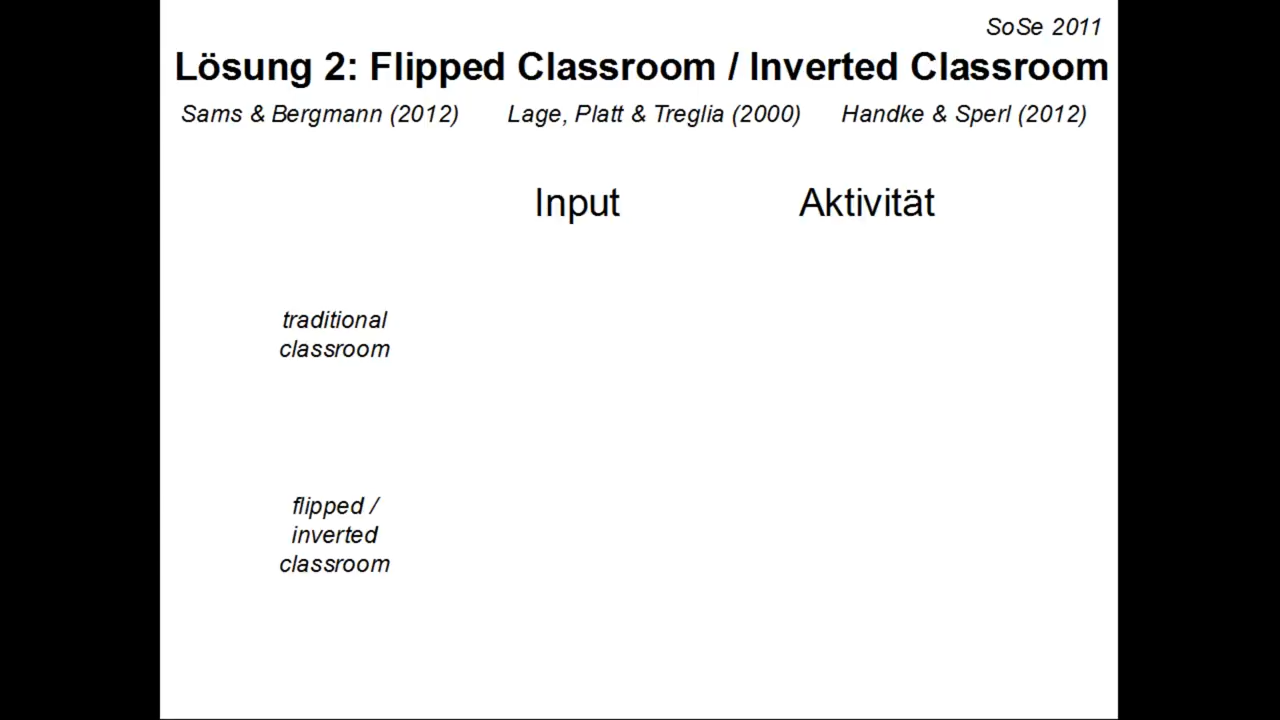 SoSe 2011
Lösung 2: Flipped Classroom / Inverted Classroom
Sams & Bergmann (2012) Lage, Platt & Treglia (2000) Handke & Sperl (2012)
Input Aktivität
traditional
classroom
flipped /
inverted
classroom